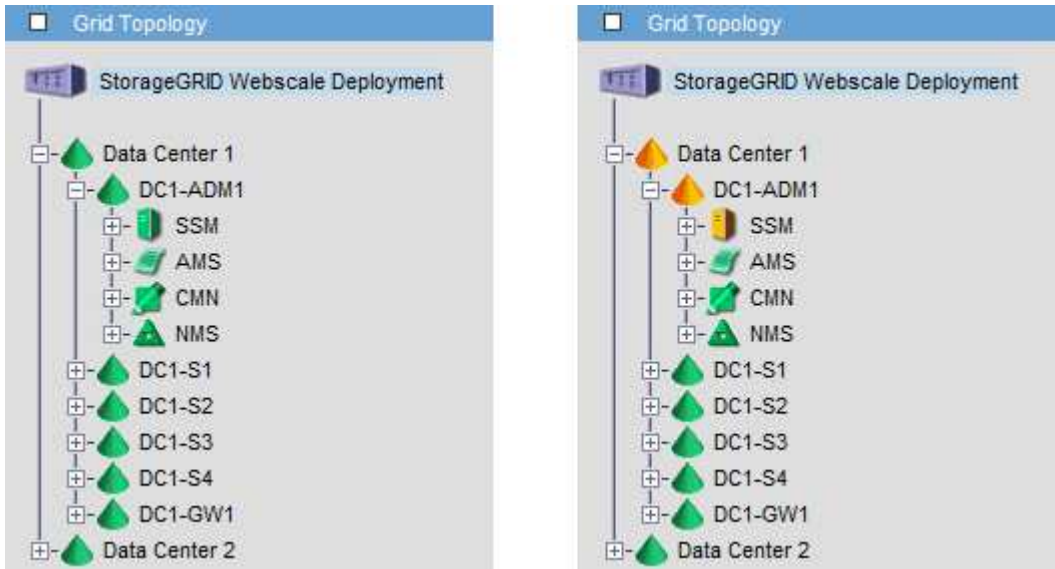 Grid Topology
StorageGRID Webscale Deployment
Data Center 1
DC1-ADM1
SSM
AMS
CMN
NMS
DC1-S1
DC1-S2
DC1-S3
DC1-S4
DC1-GW1
Data Center 2
Grid Topology
StorageGRID Webscale Deployment
Data Center 1
DC1-ADM1
SSM
AMS
CMN
NMS
DC1-S1
DC1-S2
DC1-S3
DC1-S4
DC1-GW1
Data Center 2